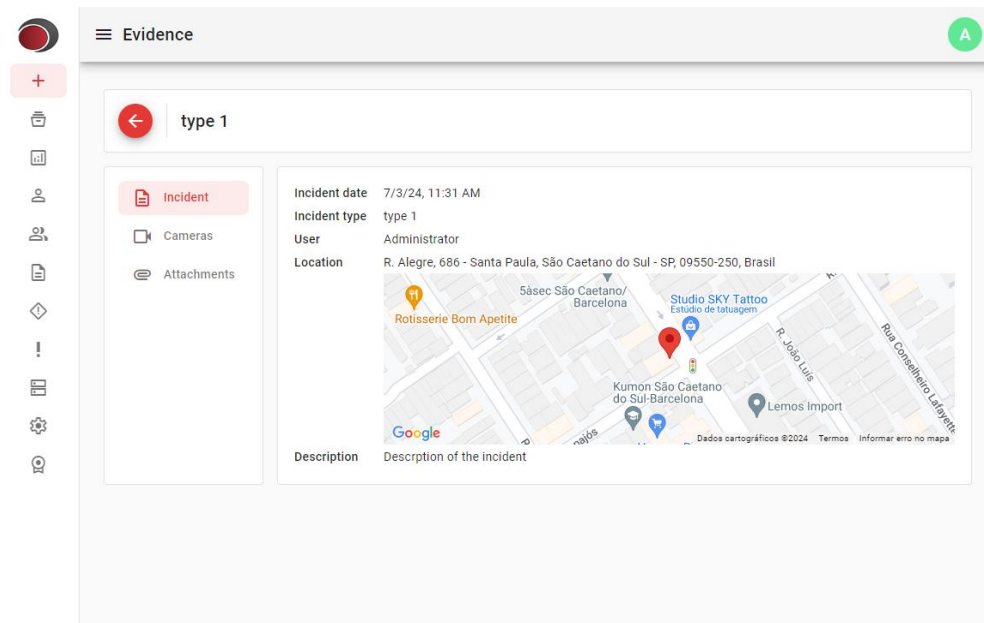 Evidence
A
type 1
Incident
Cameras
Attachments
Incident date 7/3/24, 11:31 AM
Incident type type 1
User Administrator
Location R. Alegre, 686 - Santa Paula, São Caetano do Sul - SP, 09550-250, Brasil
5àsec São Caetano/
Barcelona
Rotisserie Bom Apetite
Studio SKY Tattoo
Estúdio de tatuagem
R. João Luís
Rua Conselheiro Lafayette
Kumon São Caetano
do Sul-Barcelona
Lemos Import
Google
Dados cartográficos ©2024 Termos Informar erro no mapa
Description Descrption of the incident